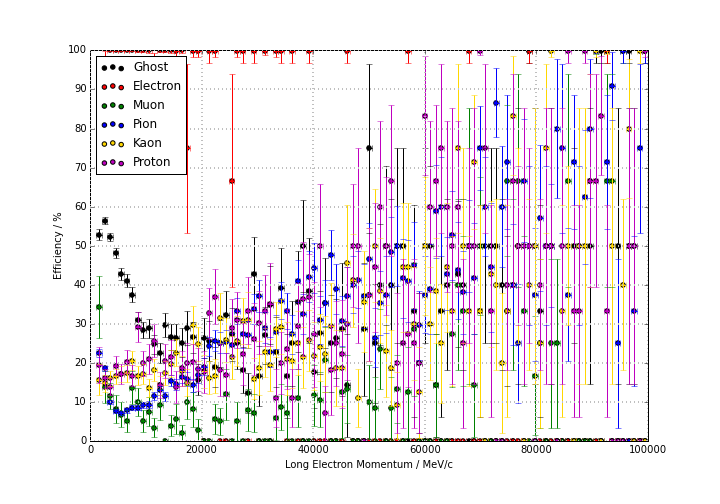 100
90
80
70
60
50
40
30
20
10
0
Efficiency / %
Ghost
Electron
Muon
Pion
Kaon
Proton
0 20000 40000 60000 80000 100000
Long Electron Momentum / MeV/c